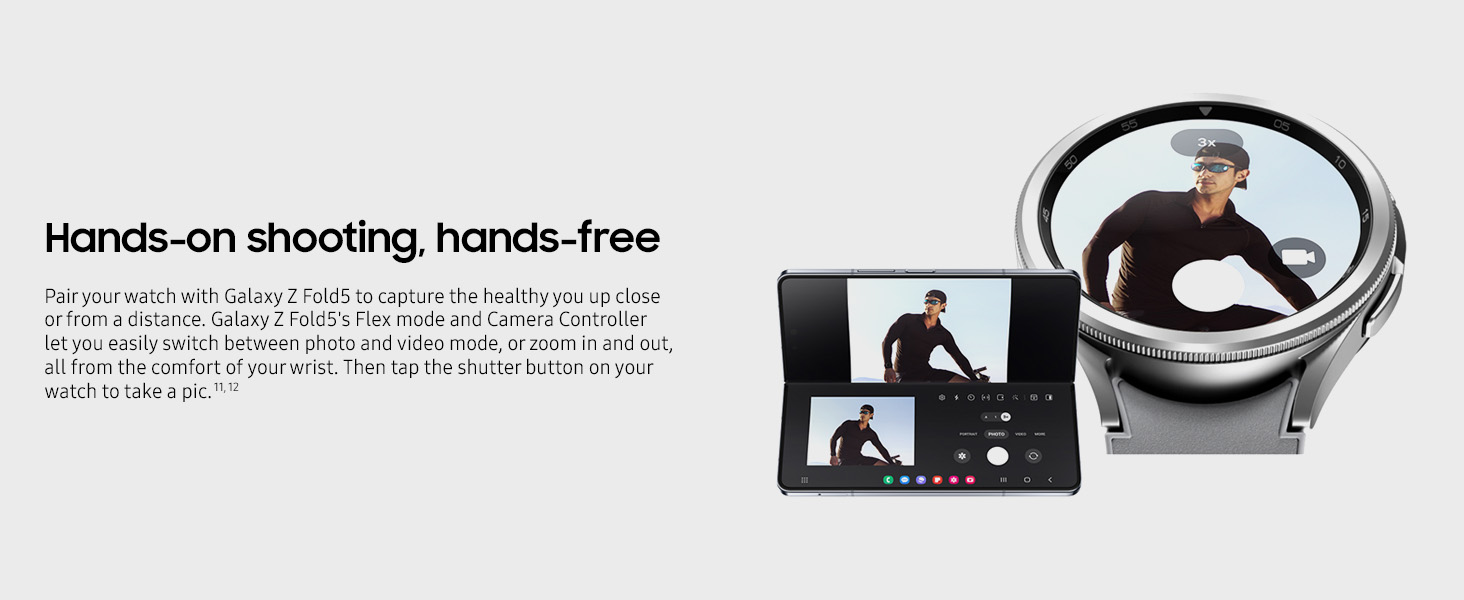 Hands-on shooting, hands-free
Pair your watch with Galaxy Z Fold5 to capture the healthy you up close
or from a distance. Galaxy Z Fold5's Flex mode and Camera Controller
let you easily switch between photo and video mode, or zoom in and out,
all from the comfort of your wrist. Then tap the shutter button on your
watch to take a pic.11, 12
55
05
3x
50
10
45
15
PORTRAIT
PHOTO
VIDEO
MORE